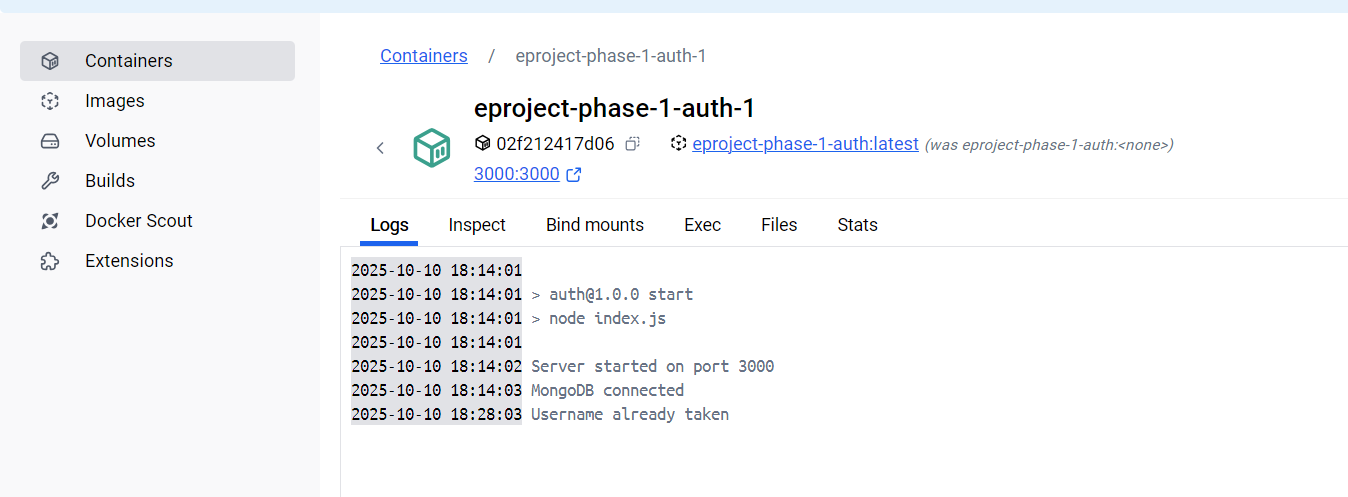 Containers
Images
Volumes
Builds
Docker Scout
Extensions
Containers / eproject-phase-1-auth-1
eproject-phase-1-auth-1
02f212417d06 eproject-phase-1-auth:latest (was eproject-phase-1-auth:<none>)
3000:3000
Logs Inspect Bind mounts Exec Files Stats
2025-10-10 18:14:01
2025-10-10 18:14:01 > auth@1.0.0 start
2025-10-10 18:14:01 > node index.js
2025-10-10 18:14:01
2025-10-10 18:14:02 Server started on port 3000
2025-10-10 18:14:03 MongoDB connected
2025-10-10 18:28:03 Username already taken